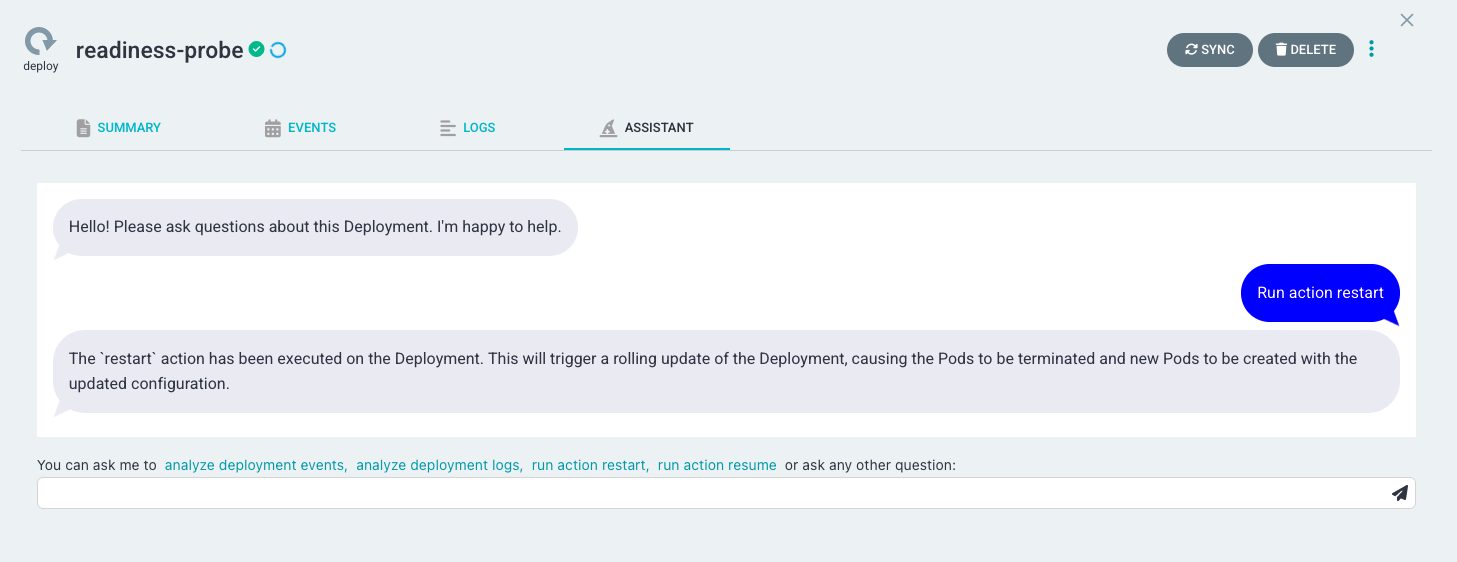 readiness-probe
deploy
SYNC
DELETE
SUMMARY
EVENTS
LOGS
ASSISTANT
Hello! Please ask questions about this Deployment. I'm happy to help.
Run action restart
The `restart` action has been executed on the Deployment. This will trigger a rolling update of the Deployment, causing the Pods to be terminated and new Pods to be created with the
updated configuration.
You can ask me to analyze deployment events, analyze deployment logs, run action restart, run action resume or ask any other question: